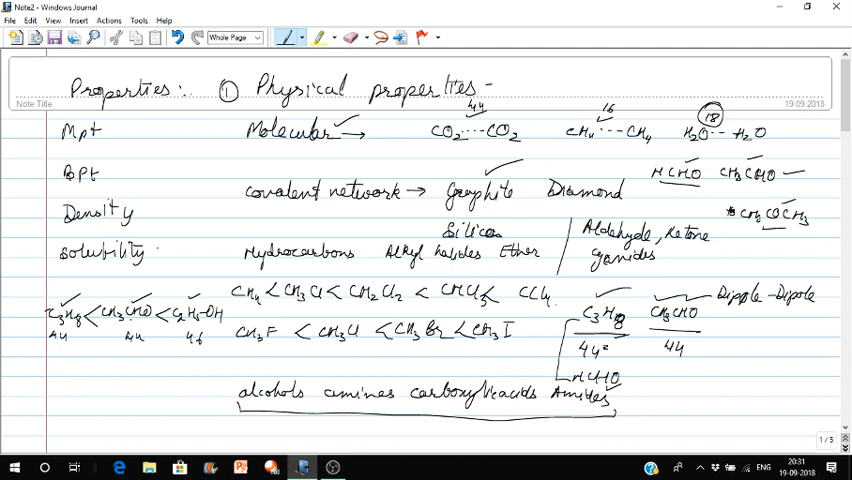 Note2 - Windows Journal
File Edit View Insert Actions Tools Help
Whole Page
Properties:. ① Physical properties -
Note Title
19-09-2018
44 16 18
Mpt Molecular → CO2---CO2 CH4---CH4 H2O--H2O
Bpt HCHO CH3CHO
covalent network → Graphite Diamond
Density Silicon *CH3COCH3
Aldehyde, Ketone
Solubility Hydrocarbons Alkyl halides Ether cyanides
CH4 < CH3Cl < CH2Cl2 < CHCl3 < CCl4
C3H8 < CH3CHO < C2H5-OH C3H8 CH3CHO Dipple-Dipole
44 44 46
CH3F < CH3Cl < CH3Br < CH3I 44 44
HCHO
alcohols amines carboxylicacids Amides
1/5
20:31
ENG
19-09-2018